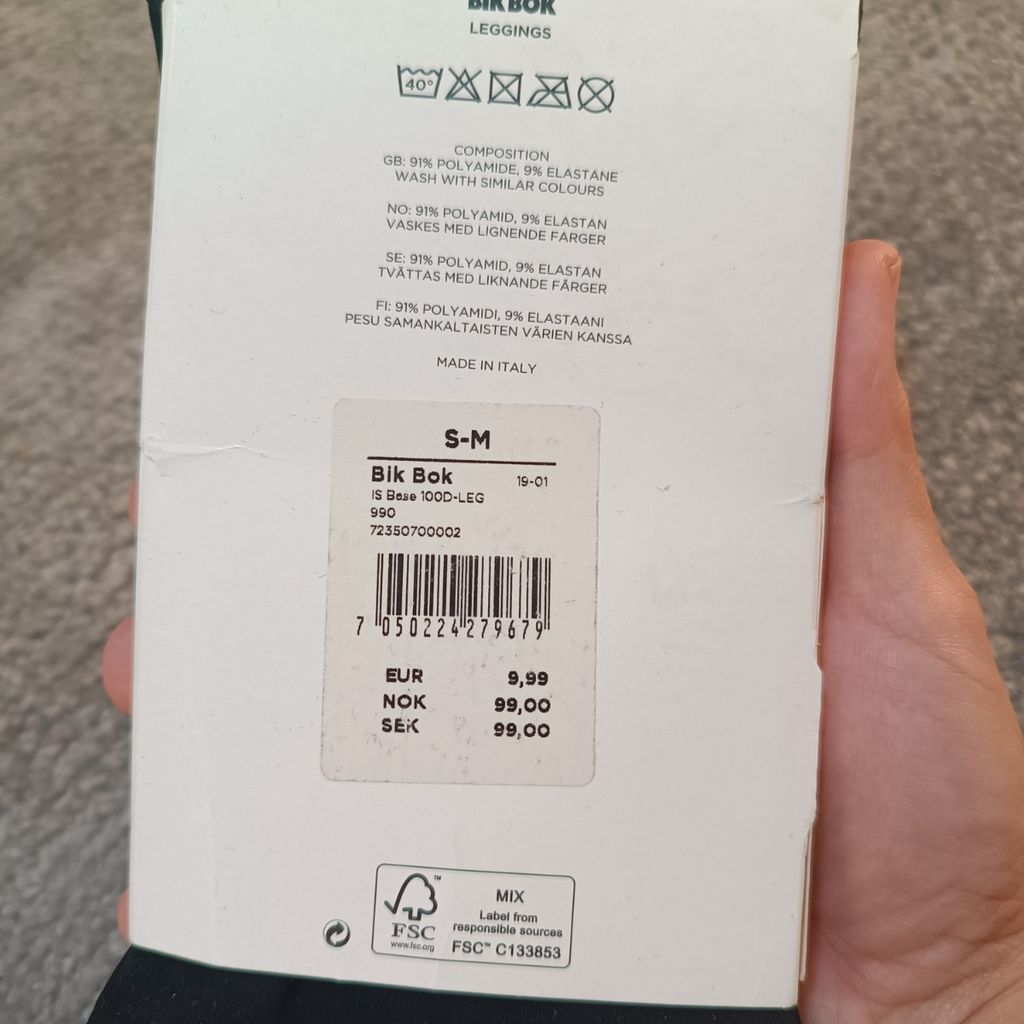 BIK BOK
LEGGINGS
40°
COMPOSITION
GB: 91% POLYAMIDE, 9% ELASTANE
WASH WITH SIMILAR COLOURS
NO: 91% POLYAMID, 9% ELASTAN
VASKES MED LIGNENDE FARGER
SE: 91% POLYAMID, 9% ELASTAN
TVÄTTAS MED LIKNANDE FÄRGER
FI: 91% POLYAMIDI, 9% ELASTAANI
PESU SAMANKALTAISTEN VÄRIEN KANSSA
MADE IN ITALY
S-M
Bik Bok 19-01
IS Base 100D-LEG
990
72350700002
7 050224 279679
EUR 9,99
NOK 99,00
SEK 99,00
FSC™
www.fsc.org
MIX
Label from
responsible sources
FSC™ C133853